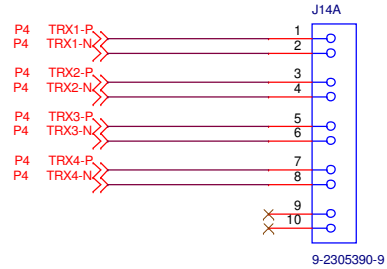 J14A
P4 TRX1-P 1
P4 TRX1-N 2
P4 TRX2-P 3
P4 TRX2-N 4
P4 TRX3-P 5
P4 TRX3-N 6
P4 TRX4-P 7
P4 TRX4-N 8
9
10
9-2305390-9